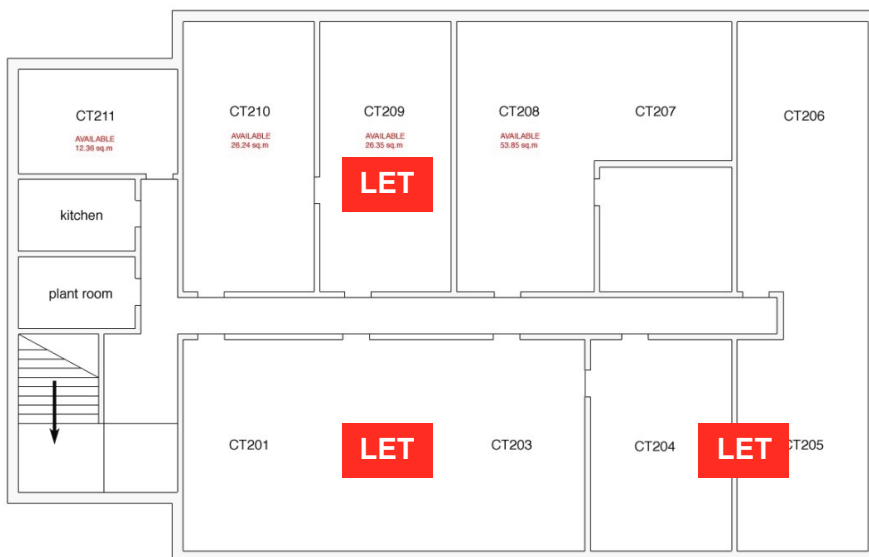 CT211
AVAILABLE
12.36 sq.m
CT210
AVAILABLE
26.24 sq.m
CT209
AVAILABLE
26.35 sq.m
LET
CT208
AVAILABLE
53.85 sq.m
CT207
CT206
kitchen
plant room
CT201
LET
CT203
CT204
LET
CT205